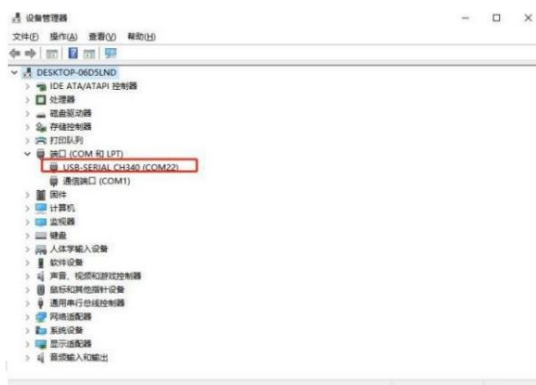 设备管理器
文件(F) 操作(A) 查看(V) 帮助(H)
DESKTOP-06D5LND
IDE ATA/ATAPI 控制器
处理器
磁盘驱动器
存储控制器
打印队列
端口 (COM 和 LPT)
USB-SERIAL CH340 (COM22)
通信端口 (COM1)
固件
计算机
监视器
键盘
人体学输入设备
软件设备
声音、视频和游戏控制器
鼠标和其他指针设备
通用串行总线控制器
网络适配器
系统设备
显示适配器
音频输入和输出